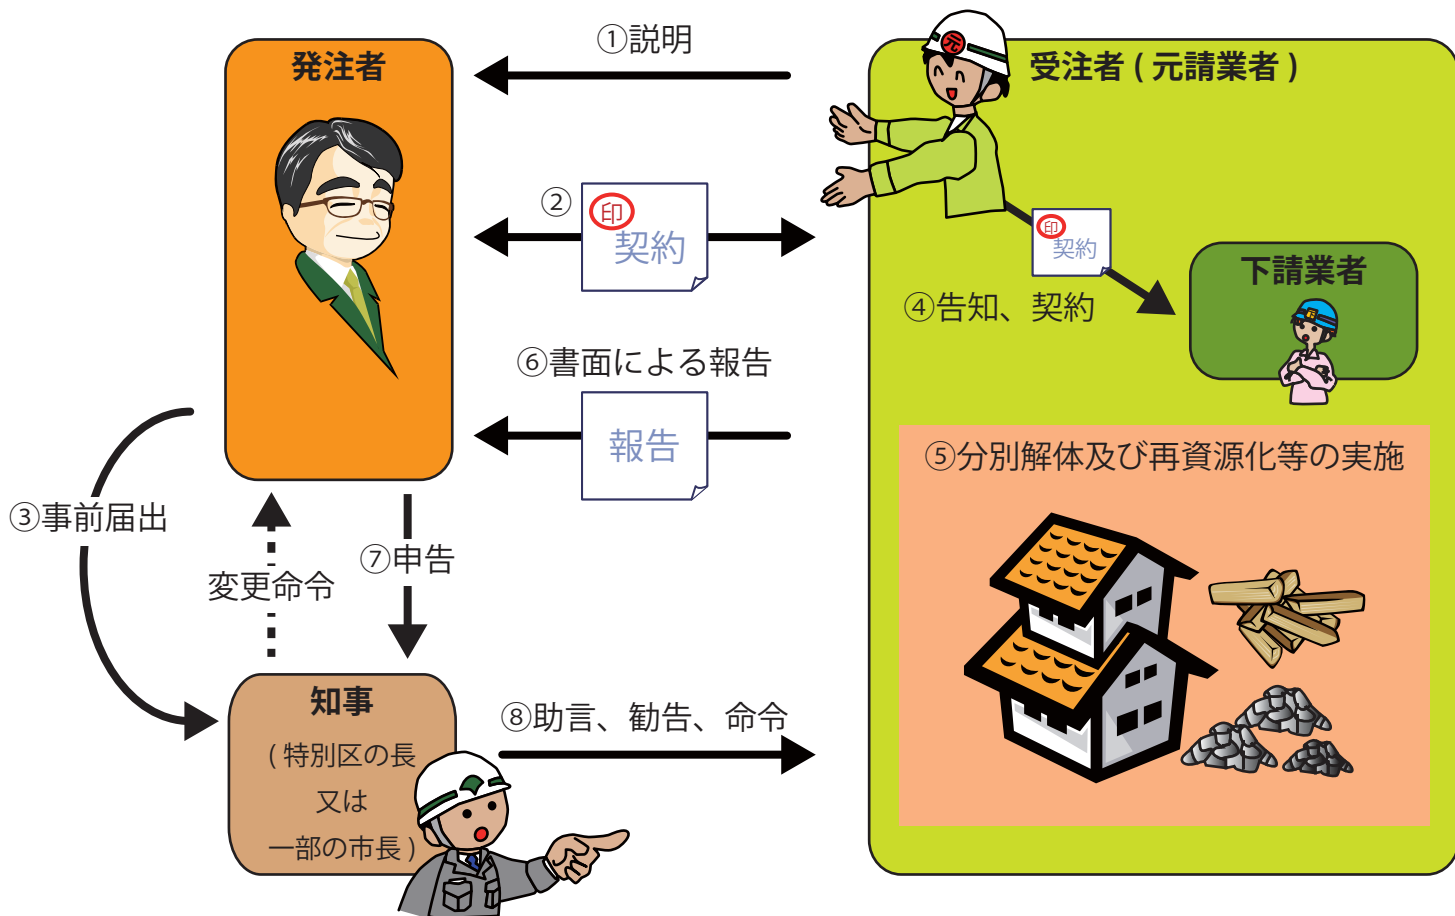 ①説明
発注者
元
受注者 ( 元請業者 )
②
印
契約
印
契約
④告知、契約
下請業者
下
⑥書面による報告
報告
⑤分別解体及び再資源化等の実施
③事前届出
変更命令
⑦申告
知事
( 特別区の長
又は
一部の市長 )
⑧助言、勧告、命令